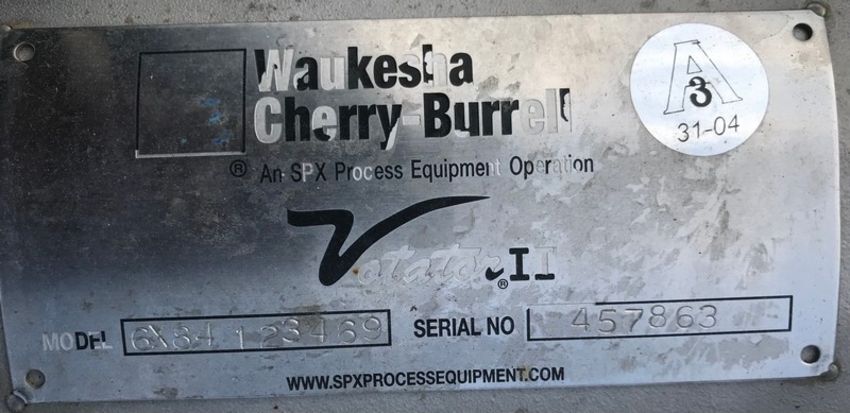 Waukesha
Cherry-Burrell
® An SPX Process Equipment Operation
A
3
31-04
Votator II
®
MODEL 6X84 123469
SERIAL NO 457863
WWW.SPXPROCESSEQUIPMENT.COM